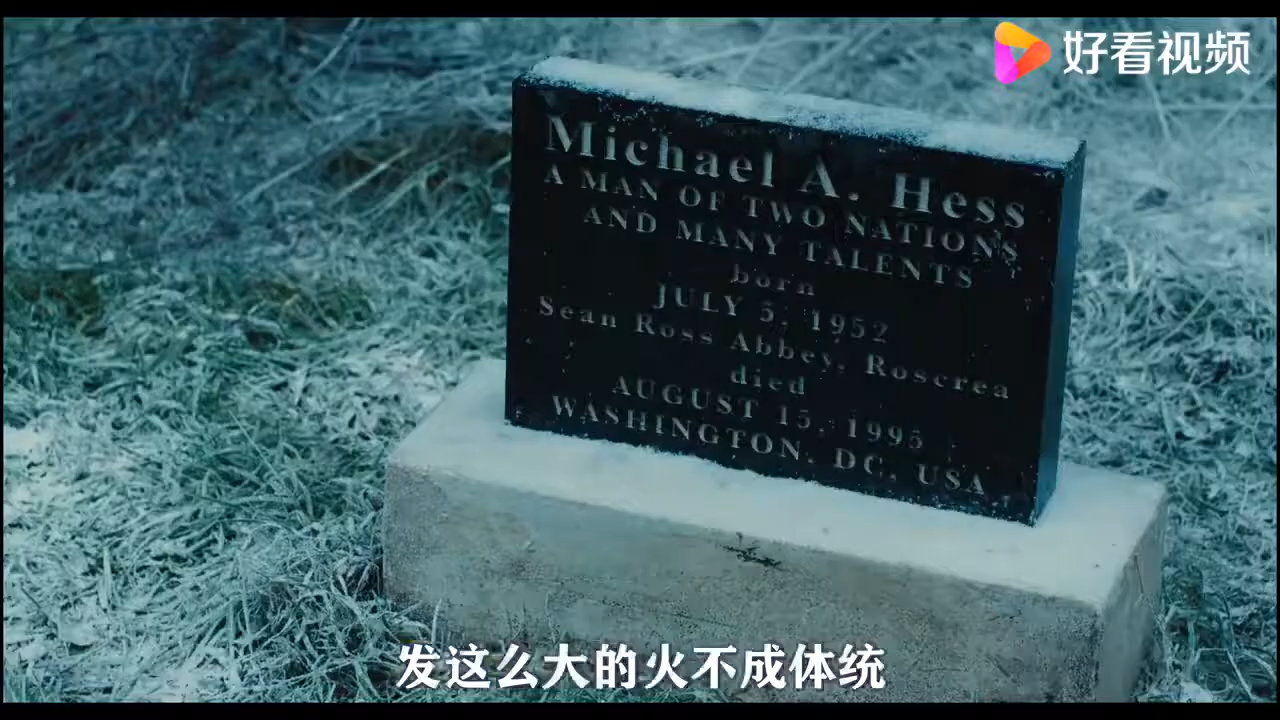 好看视频
Michael A. Hess
A MAN OF TWO NATIONS
AND MANY TALENTS
born
JULY 5, 1952
Sean Ross Abbey, Roscrea
died
AUGUST 15, 1995
WASHINGTON, DC, USA
发这么大的火不成体统